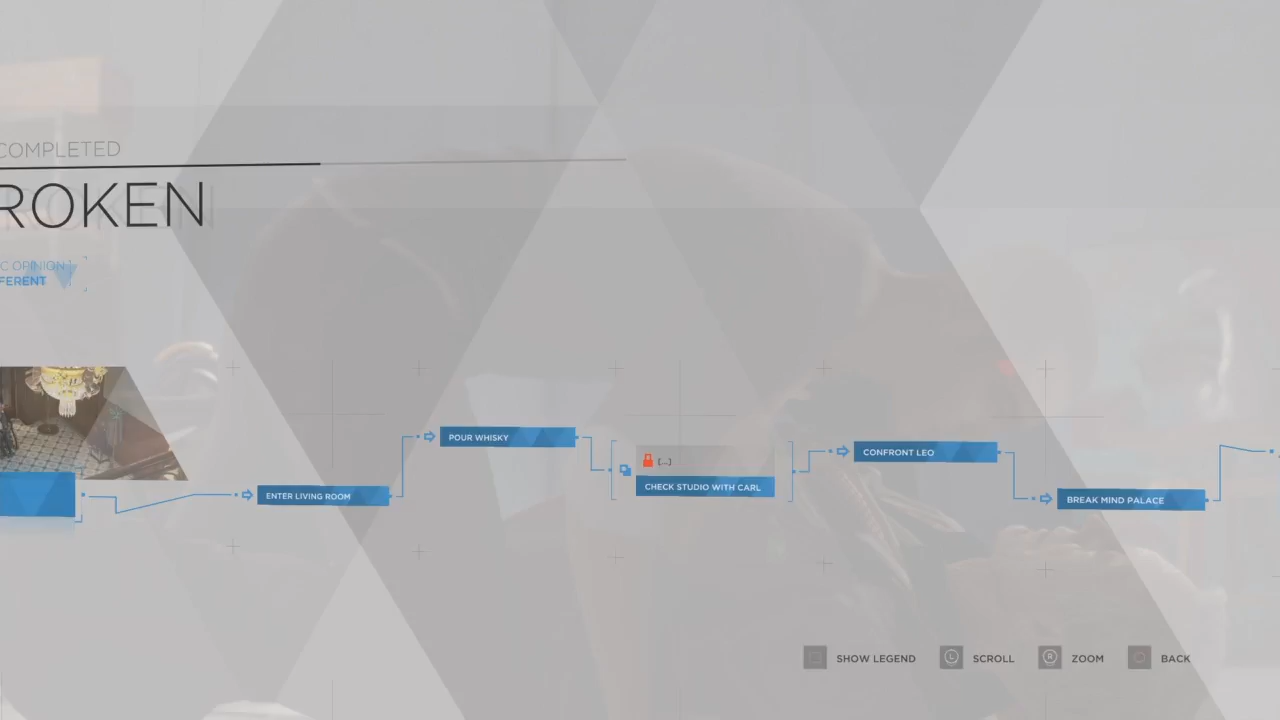 COMPLETED
ROKEN
C OPINION
FERENT
ENTER LIVING ROOM
POUR WHISKY
[...]
CHECK STUDIO WITH CARL
CONFRONT LEO
BREAK MIND PALACE
SHOW LEGEND
L SCROLL
R ZOOM
BACK